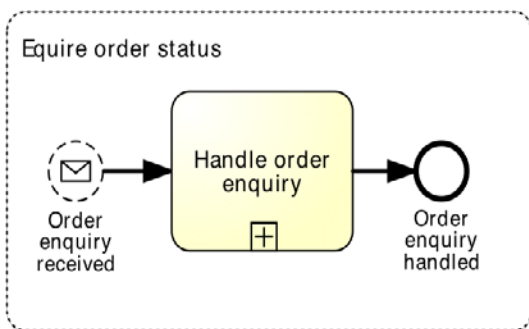 Equire order status
Handle order
enquiry
Order
enquiry
received
Order
enquiry
handled